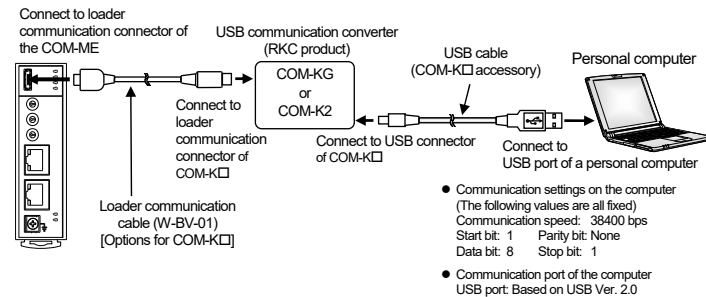 Connect to loader
communication connector of
the COM-ME
USB communication converter
(RKC product)
COM-KG
or
COM-K2
USB cable
(COM-K□ accessory)
Personal computer
Connect to
loader
communication
connector of
COM-K□
Connect to USB connector
of COM-K□
Connect to
USB port of a personal computer
Loader communication
cable (W-BV-01)
[Options for COM-K□]
● Communication settings on the computer
(The following values are all fixed)
Communication speed: 38400 bps
Start bit: 1 Parity bit: None
Data bit: 8 Stop bit: 1
● Communication port of the computer
USB port: Based on USB Ver. 2.0